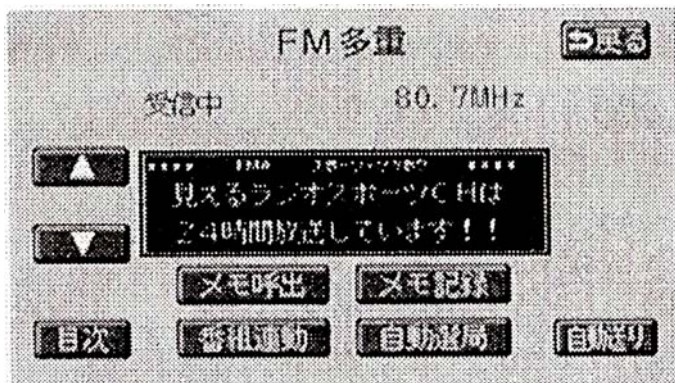 FM多重
戻る
受信中 80.7MHz
▲
見えるラジオスポーツCHは
▼
24時間放送しています!!
メモ呼出 メモ記録
目次 番組連動 自動選局 自動送り